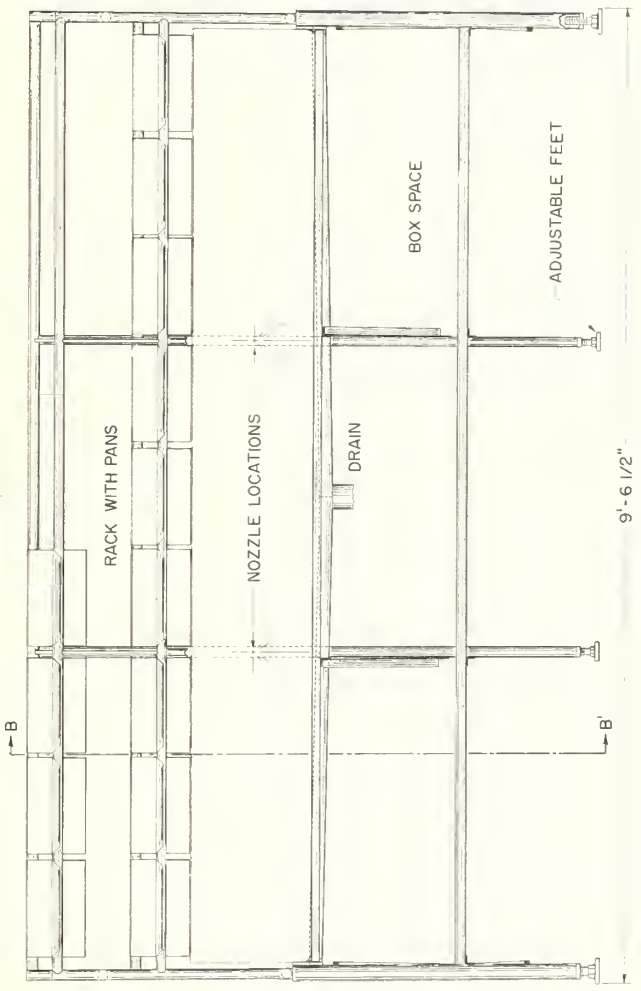 B
RACK WITH PANS
NOZZLE LOCATIONS
DRAIN
BOX SPACE
B'
ADJUSTABLE FEET
9'-6 1/2"